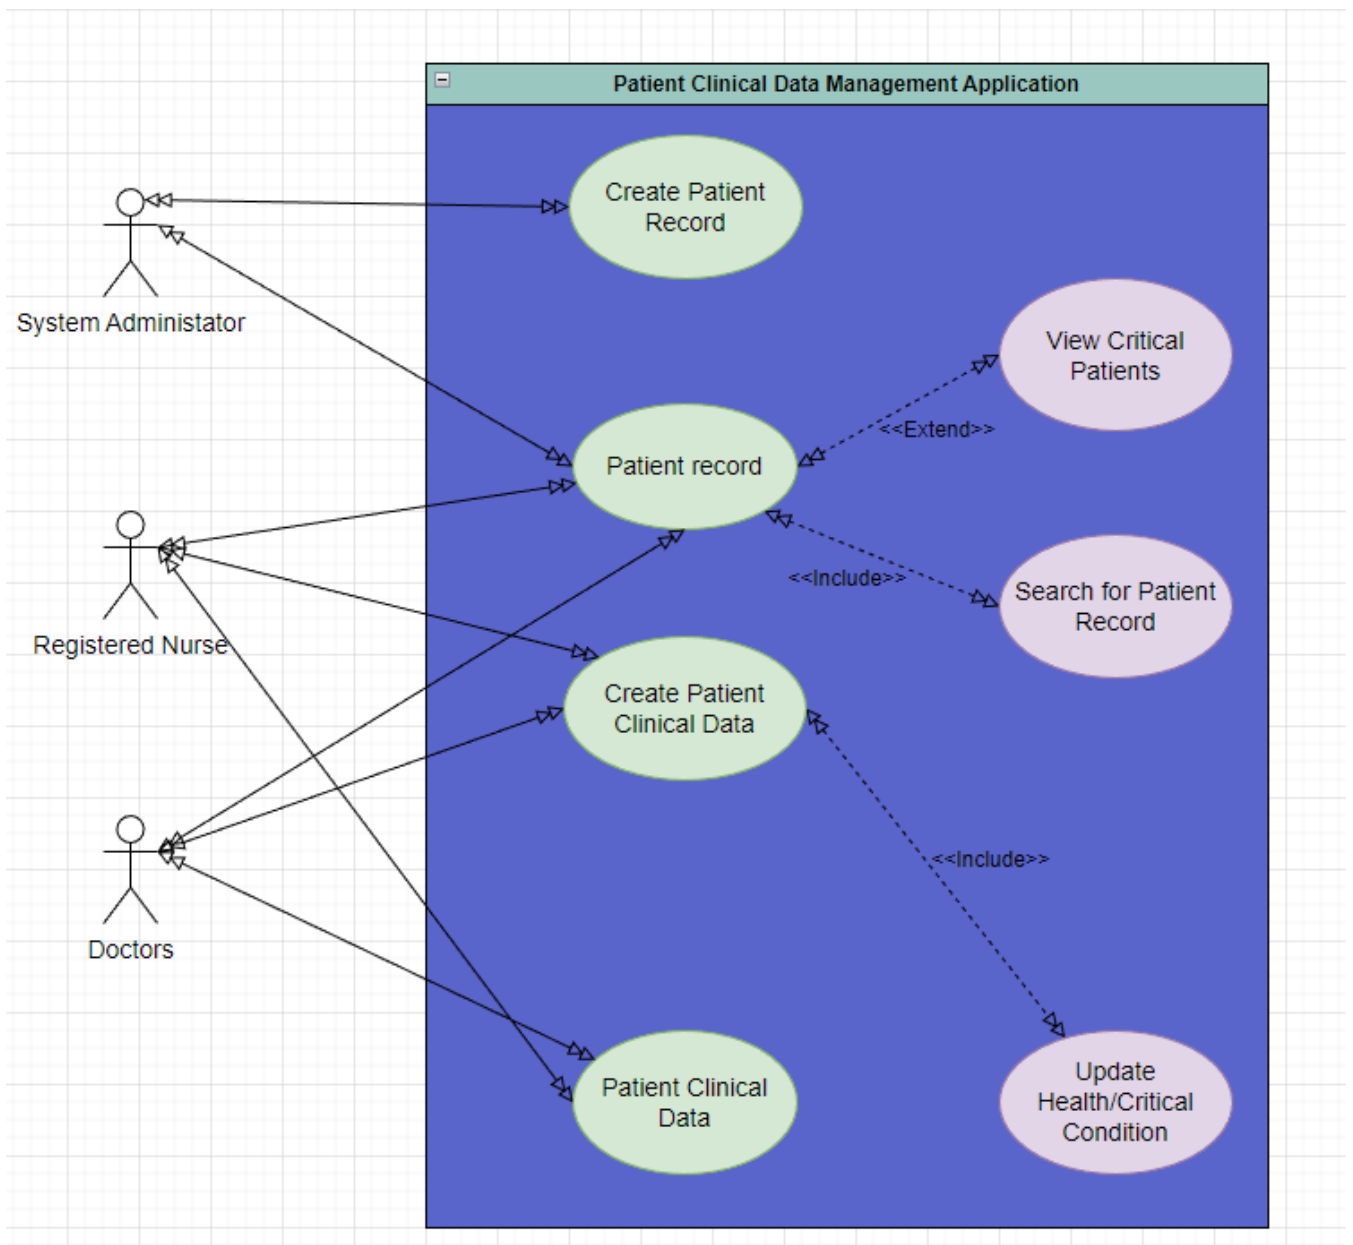 Patient Clinical Data Management Application
Create Patient
Record
System Administator
View Critical
Patients
<<Extend>>
Patient record
<<Include>>
Search for Patient
Record
Registered Nurse
Create Patient
Clinical Data
<<Include>>
Doctors
Patient Clinical
Data
Update
Health/Critical
Condition